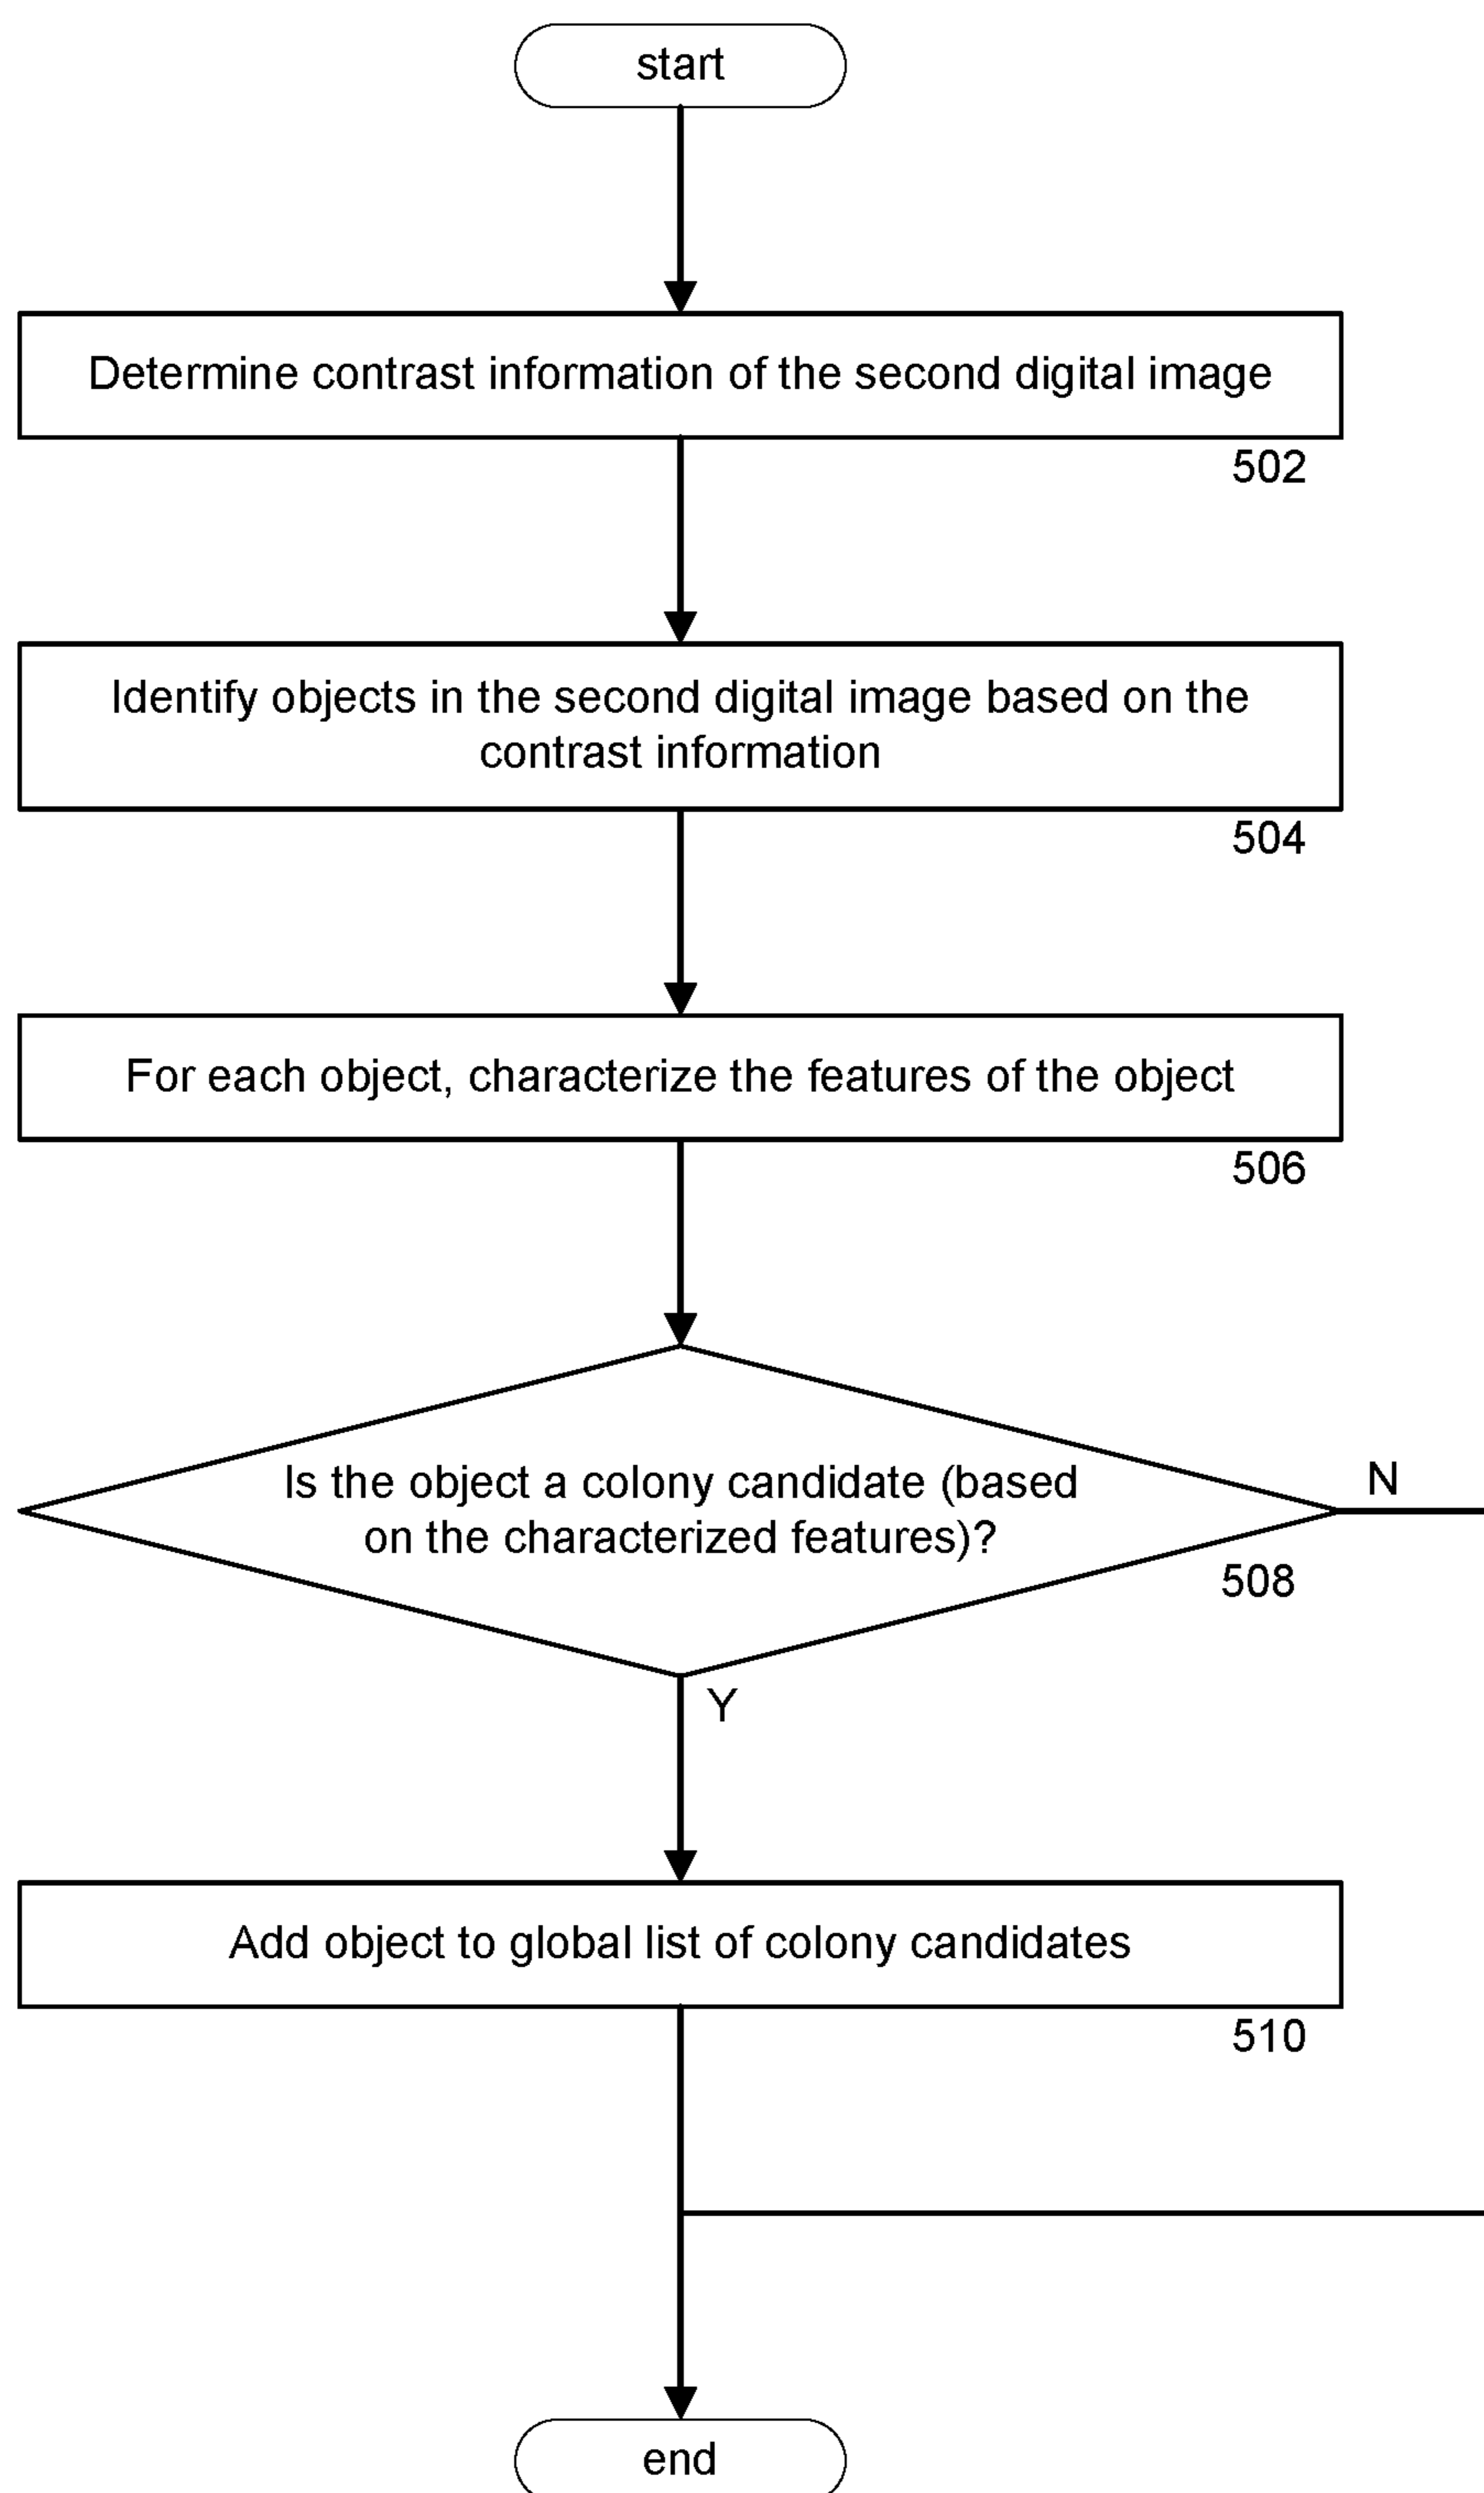 start
Determine contrast information of the second digital image
502
Identify objects in the second digital image based on the
contrast information
504
For each object, characterize the features of the object
506
Is the object a colony candidate (based
on the characterized features)?
N
508
Y
Add object to global list of colony candidates
510
end